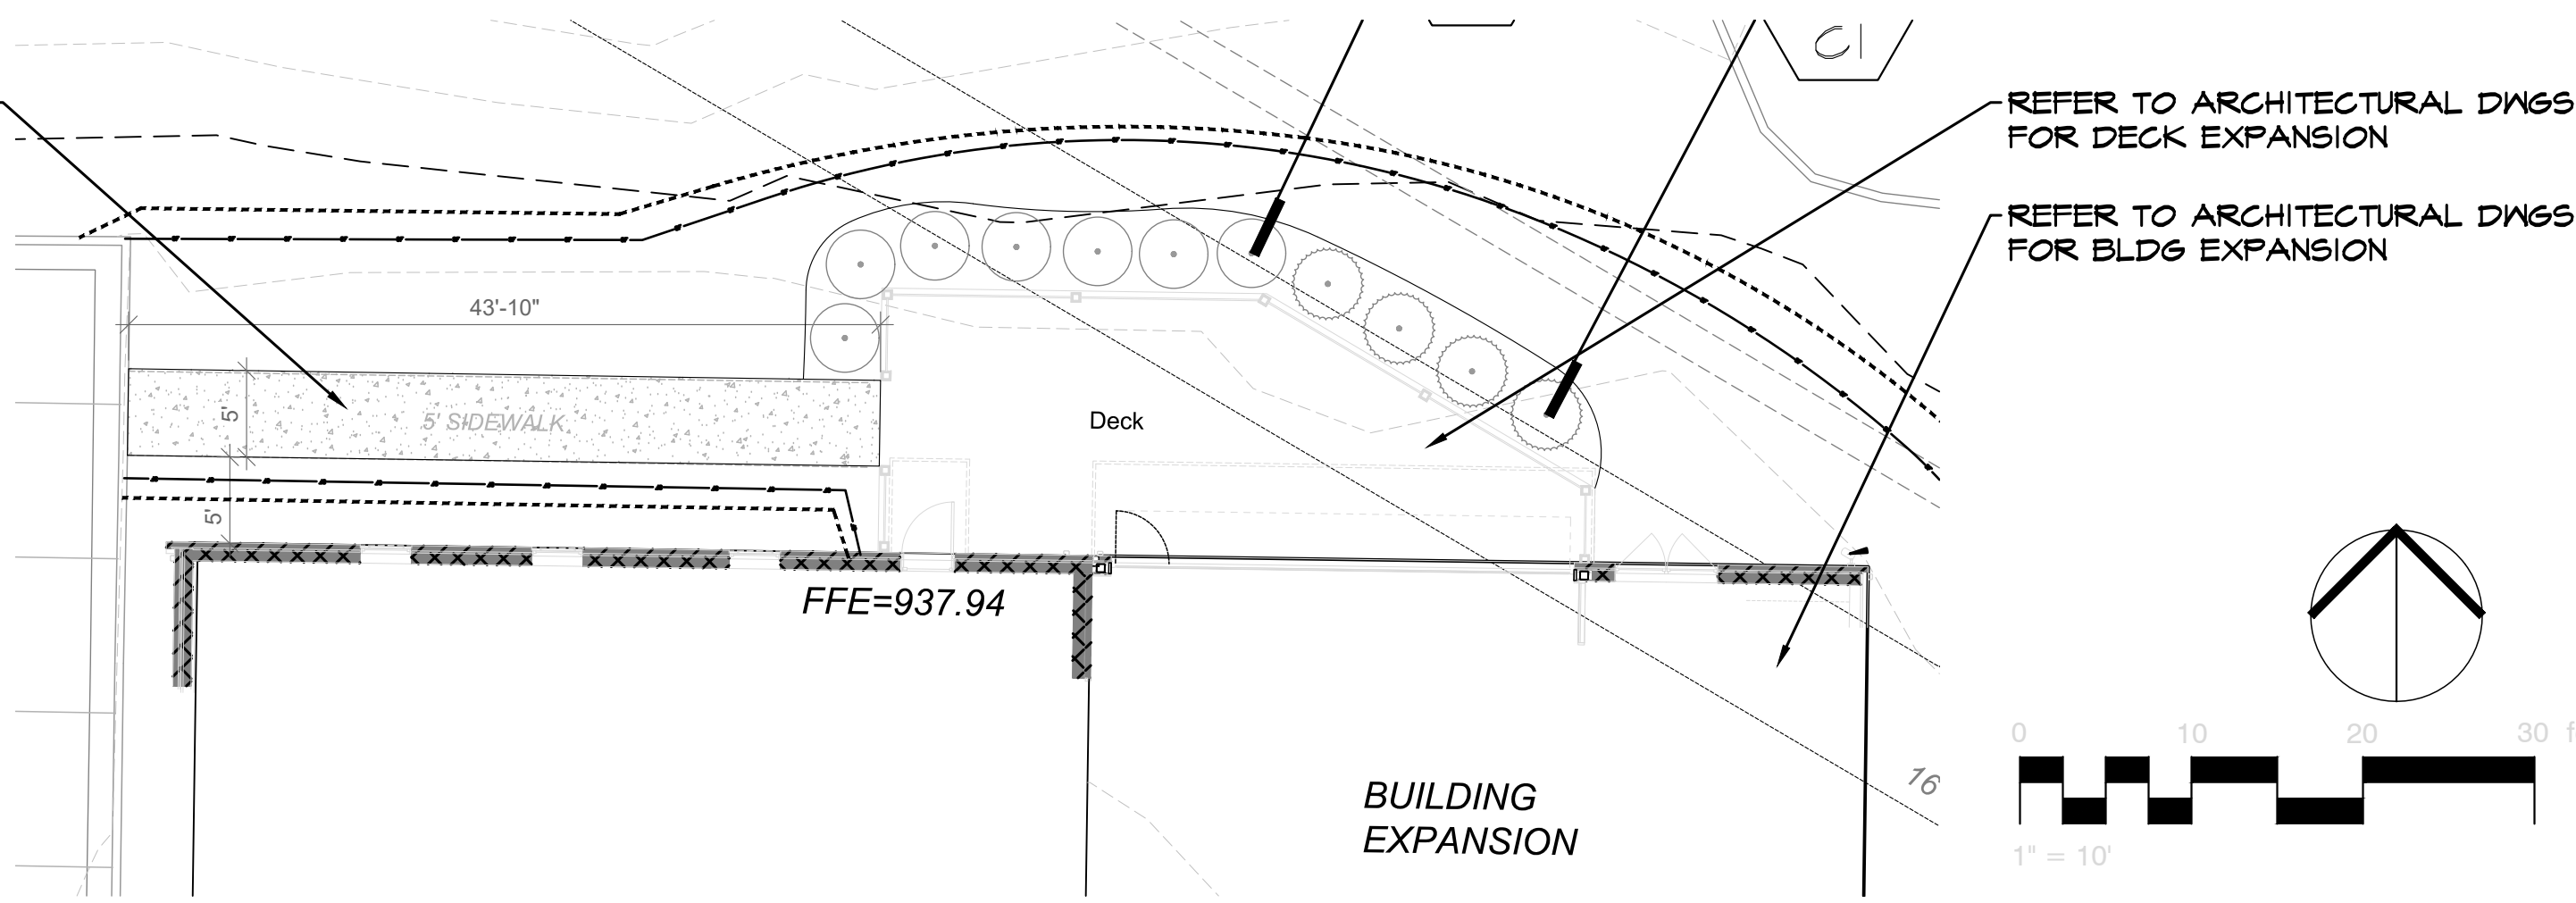 CI
REFER TO ARCHITECTURAL DWGS
FOR DECK EXPANSION
REFER TO ARCHITECTURAL DWGS
FOR BLDG EXPANSION
43'-10"
5'
5' SIDEWALK
Deck
5'
FFE=937.94
BUILDING
EXPANSION
16
0 10 20 30 f
1" = 10'